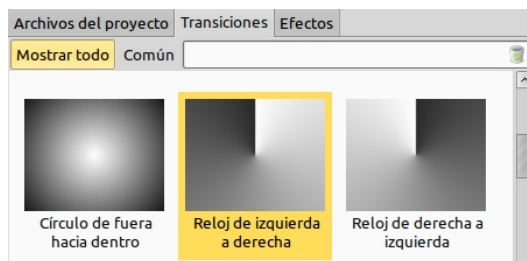 Archivos del proyecto Transiciones Efectos
Mostrar todo Común
Círculo de fuera hacia dentro
Reloj de izquierda a derecha
Reloj de derecha a izquierda